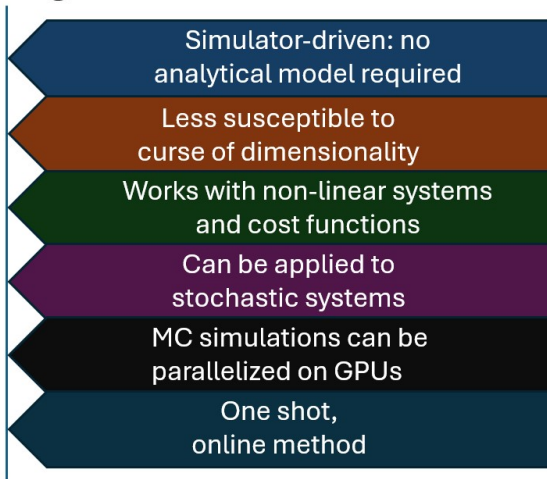 Simulator-driven: no
analytical model required
Less susceptible to
curse of dimensionality
Works with non-linear systems
and cost functions
Can be applied to
stochastic systems
MC simulations can be
parallelized on GPUs
One shot,
online method